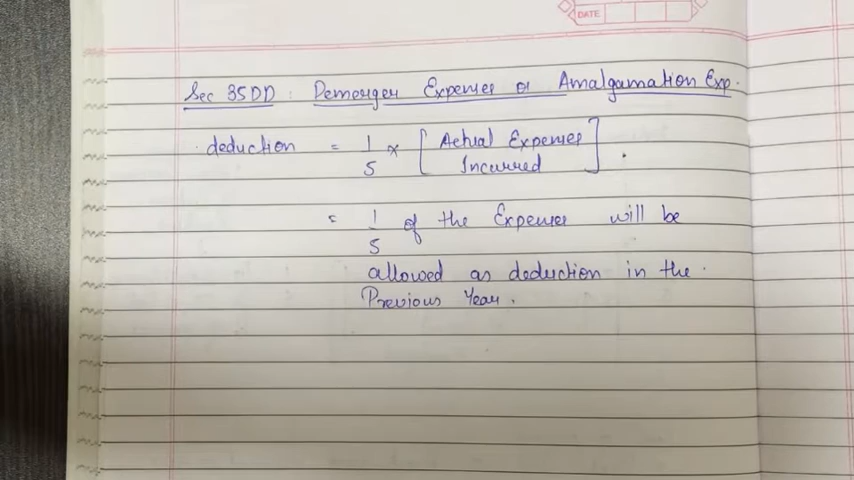 DATE
Sec 35DD: Demerger Expenses or Amalgamation Exp.
deduction = 1/5 × [Actual Expenses Incurred].
= 1/5 of the Expenses will be
allowed as deduction in the
Previous Year.